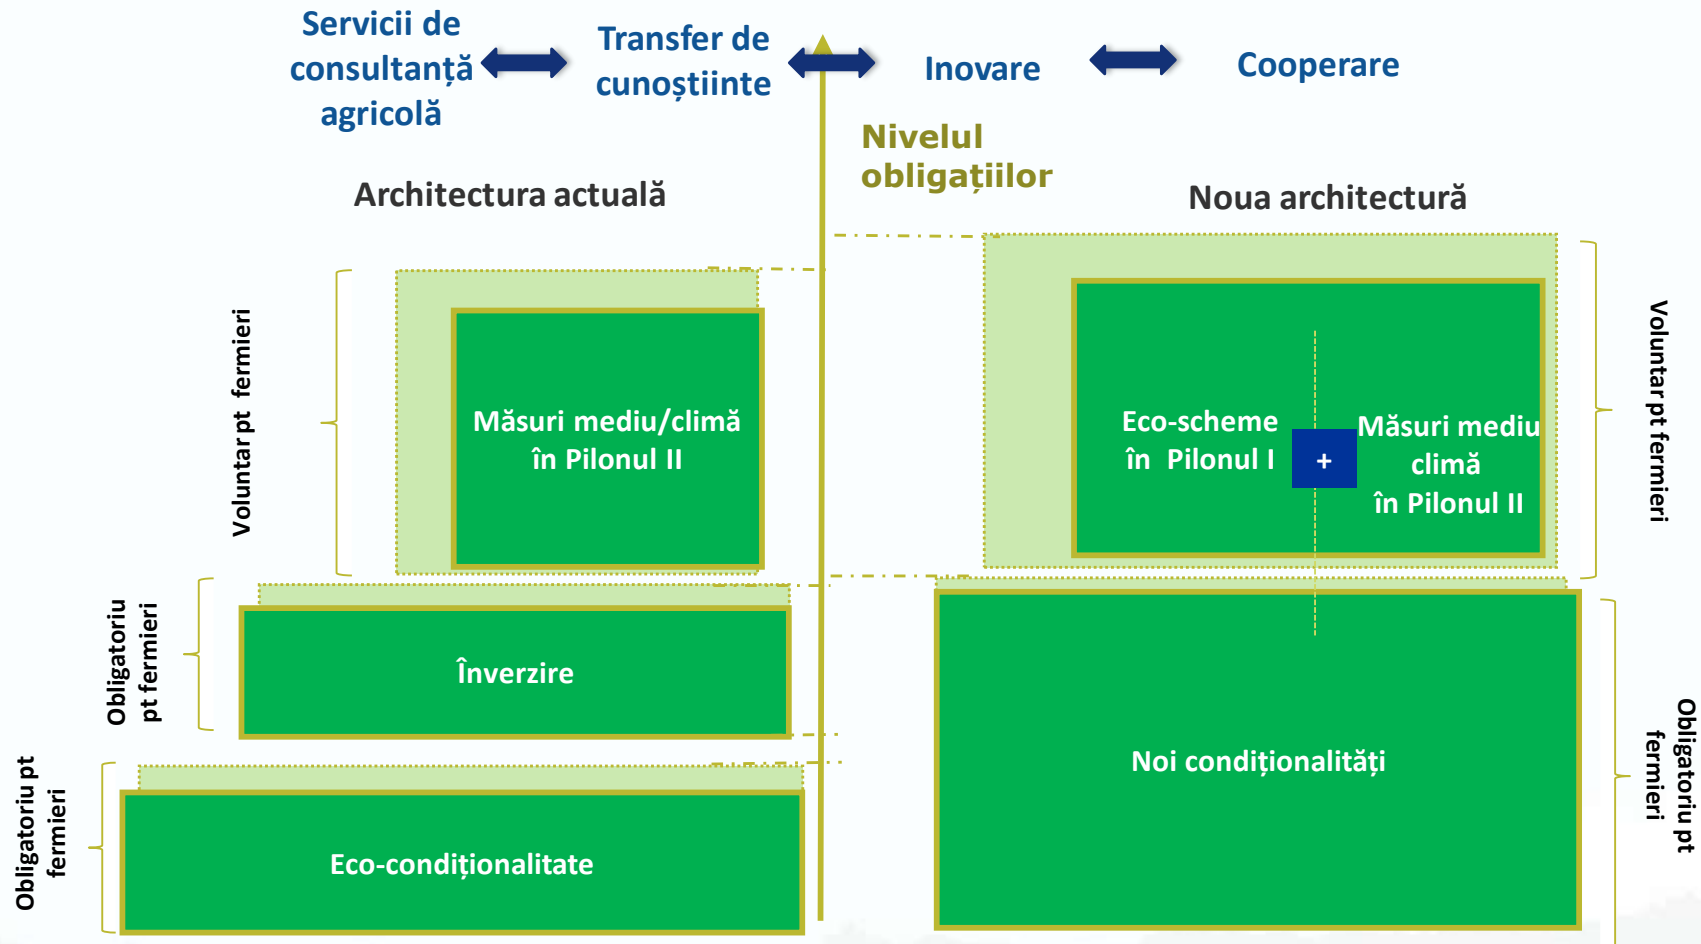 Servicii de
consultanță
agricolă
Transfer de
cunoștiinte
Inovare
Cooperare
Nivelul
obligațiilor
Architectura actuală
Noua architectură
Voluntar pt fermieri
Măsuri mediu/climă
în Pilonul II
Eco-scheme
în Pilonul I
+
Măsuri mediu
climă
în Pilonul II
Voluntar pt fermieri
Obligatoriu
pt fermieri
Înverzire
Noi condiționalități
Obligatoriu pt
fermieri
Obligatoriu pt
fermieri
Eco-condiționalitate